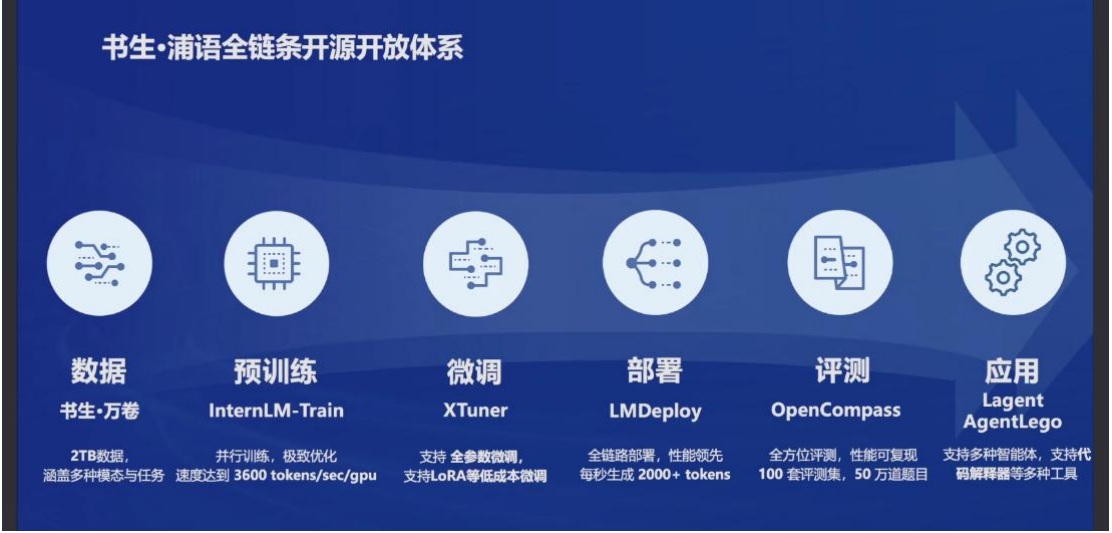 书生•浦语全链条开源开放体系
数据
书生•万卷
2TB数据，
涵盖多种模态与任务
预训练
InternLM-Train
并行训练，极致优化
速度达到 3600 tokens/sec/gpu
微调
XTuner
支持 全参数微调，
支持LoRA等低成本微调
部署
LMDeploy
全链路部署，性能领先
每秒生成 2000+ tokens
评测
OpenCompass
全方位评测，性能可复现
100 套评测集，50 万道题目
应用
Lagent
AgentLego
支持多种智能体，支持代
码解释器等多种工具